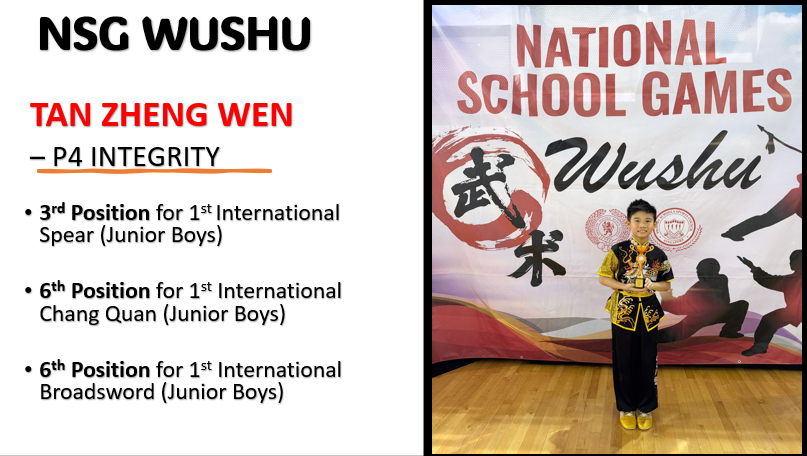 NSG WUSHU
TAN ZHENG WEN
– P4 INTEGRITY
• 3rd Position for 1st International
Spear (Junior Boys)
• 6th Position for 1st International
Chang Quan (Junior Boys)
• 6th Position for 1st International
Broadsword (Junior Boys)
NATIONAL
SCHOOL GAMES
武
术
Wushu